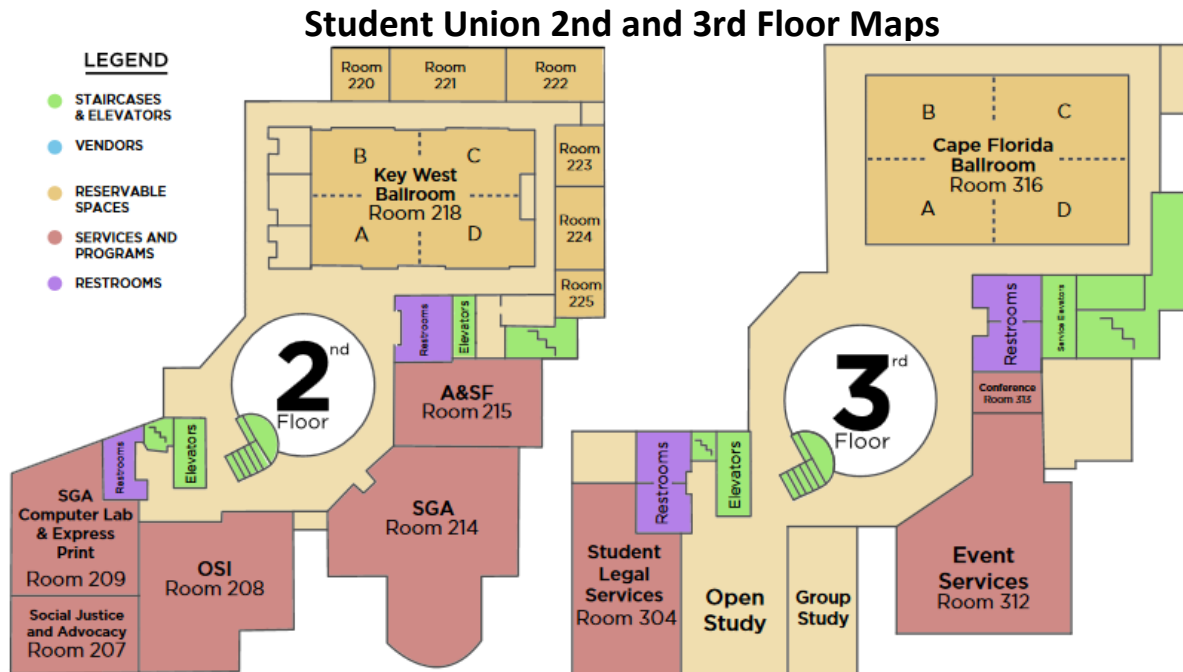 Student Union 2nd and 3rd Floor Maps
LEGEND
STAIRCASES
& ELEVATORS
VENDORS
RESERVABLE
SPACES
SERVICES AND
PROGRAMS
RESTROOMS
Room
220
Room
221
Room
222
B
C
Key West
Ballroom
Room 218
A
D
Room
223
Room
224
Room
225
Restrooms
Elevators
2nd
Floor
A&SF
Room 215
Restrooms
Elevators
SGA
Computer Lab
& Express
Print
Room 209
OSI
Room 208
SGA
Room 214
Social Justice
and Advocacy
Room 207
B
C
Cape Florida
Ballroom
Room 316
A
D
Restrooms
Service Elevators
3rd
Floor
Conference
Room 313
Restrooms
Elevators
Student
Legal
Services
Room 304
Open
Study
Group
Study
Event
Services
Room 312